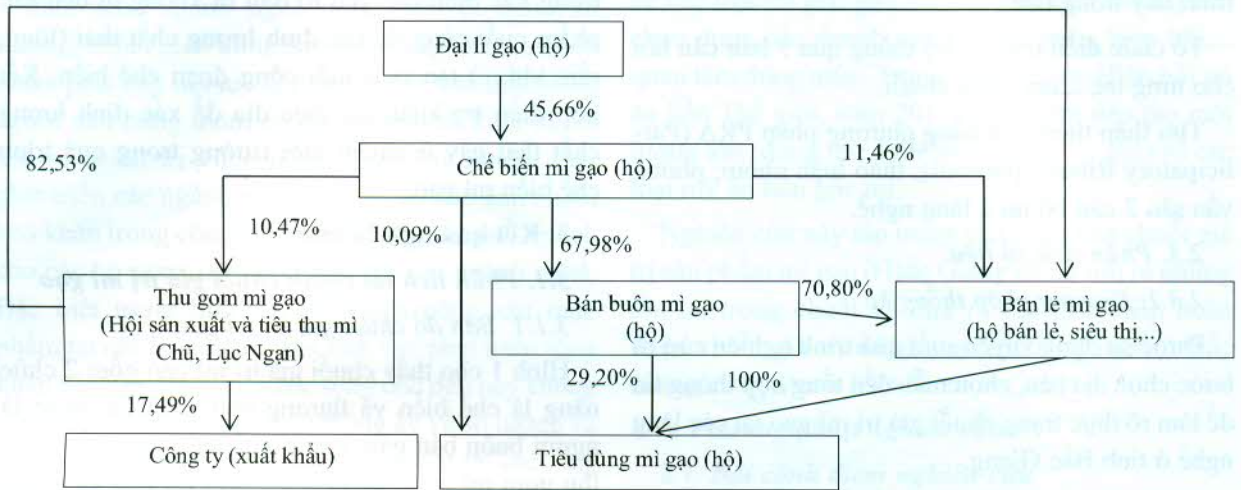 Đại lí gạo (hộ)
45,66%
82,53%
Chế biến mì gạo (hộ)
11,46%
10,47%
10,09%
67,98%
Thu gom mì gạo
(Hội sản xuất và tiêu thụ mì
Chũ, Lục Ngạn)
Bán buôn mì gạo
(hộ)
70,80%
Bán lẻ mì gạo
(hộ bán lẻ, siêu thị,..)
17,49%
29,20%
100%
Công ty (xuất khẩu)
Tiêu dùng mì gạo (hộ)